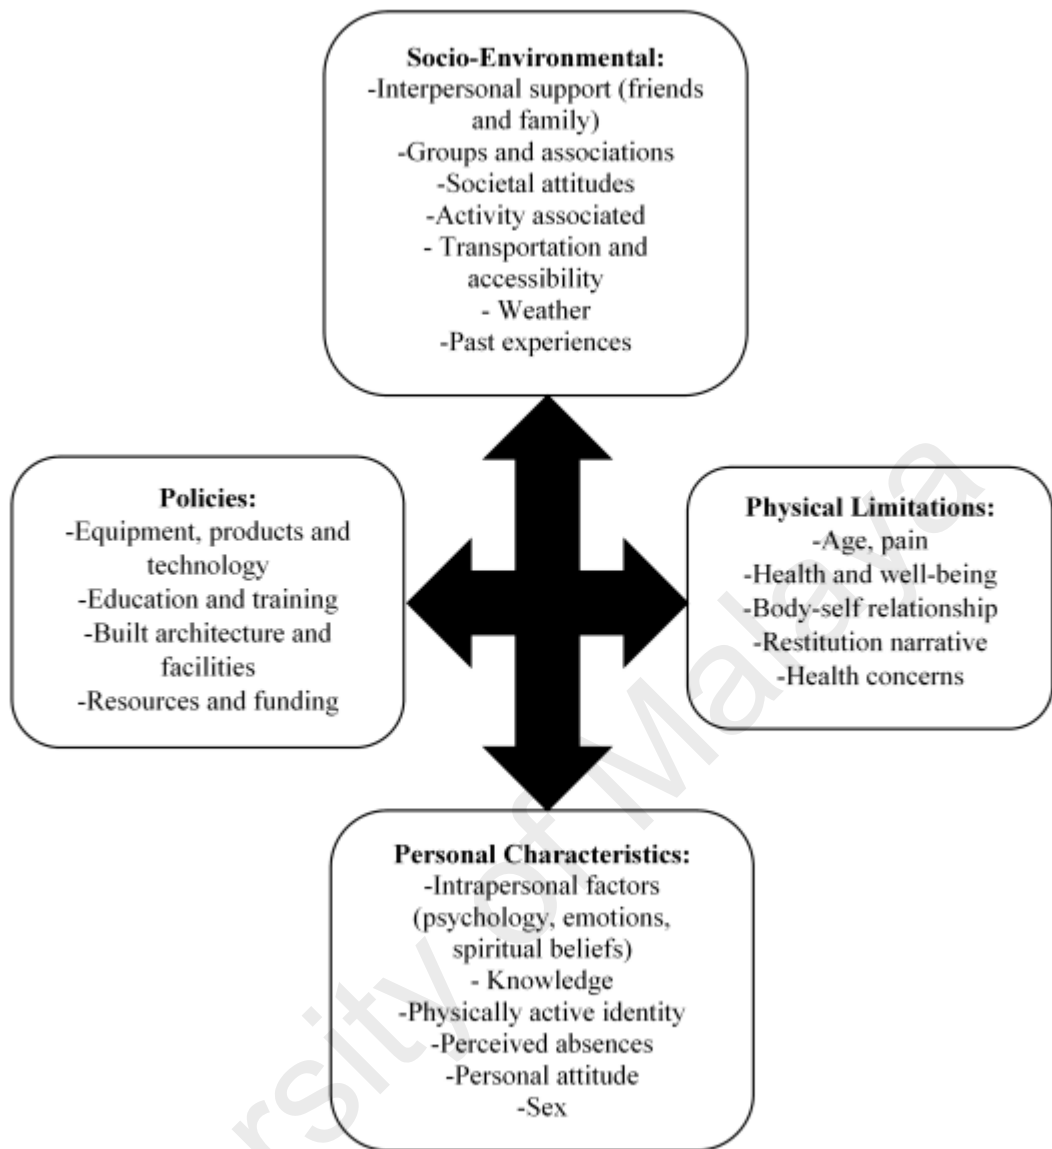 Socio-Environmental:
-Interpersonal support (friends
and family)
-Groups and associations
-Societal attitudes
-Activity associated
- Transportation and
accessibility
- Weather
-Past experiences
Policies:
-Equipment, products and
technology
-Education and training
-Built architecture and
facilities
-Resources and funding
Physical Limitations:
-Age, pain
-Health and well-being
-Body-self relationship
-Restitution narrative
-Health concerns
Personal Characteristics:
-Intrapersonal factors
(psychology, emotions,
spiritual beliefs)
- Knowledge
-Physically active identity
-Perceived absences
-Personal attitude
-Sex
rsity of Malaya